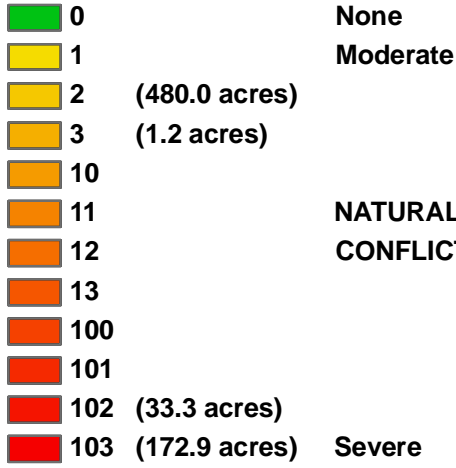 0 None
1 Moderate
2 (480.0 acres)
3 (1.2 acres)
10
11 NATURAL
12 CONFLICT
13
100
101
102 (33.3 acres)
103 (172.9 acres) Severe